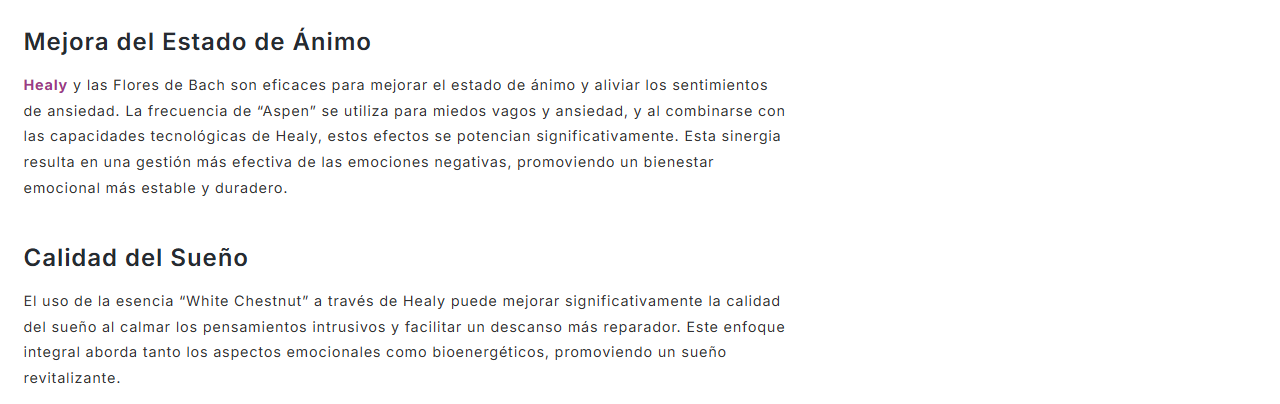 Mejora del Estado de Ánimo
Healy y las Flores de Bach son eficaces para mejorar el estado de ánimo y aliviar los sentimientos
de ansiedad. La frecuencia de “Aspen” se utiliza para miedos vagos y ansiedad, y al combinarse con
las capacidades tecnológicas de Healy, estos efectos se potencian significativamente. Esta sinergia
resulta en una gestión más efectiva de las emociones negativas, promoviendo un bienestar
emocional más estable y duradero.
Calidad del Sueño
El uso de la esencia “White Chestnut” a través de Healy puede mejorar significativamente la calidad
del sueño al calmar los pensamientos intrusivos y facilitar un descanso más reparador. Este enfoque
integral aborda tanto los aspectos emocionales como bioenergéticos, promoviendo un sueño
revitalizante.